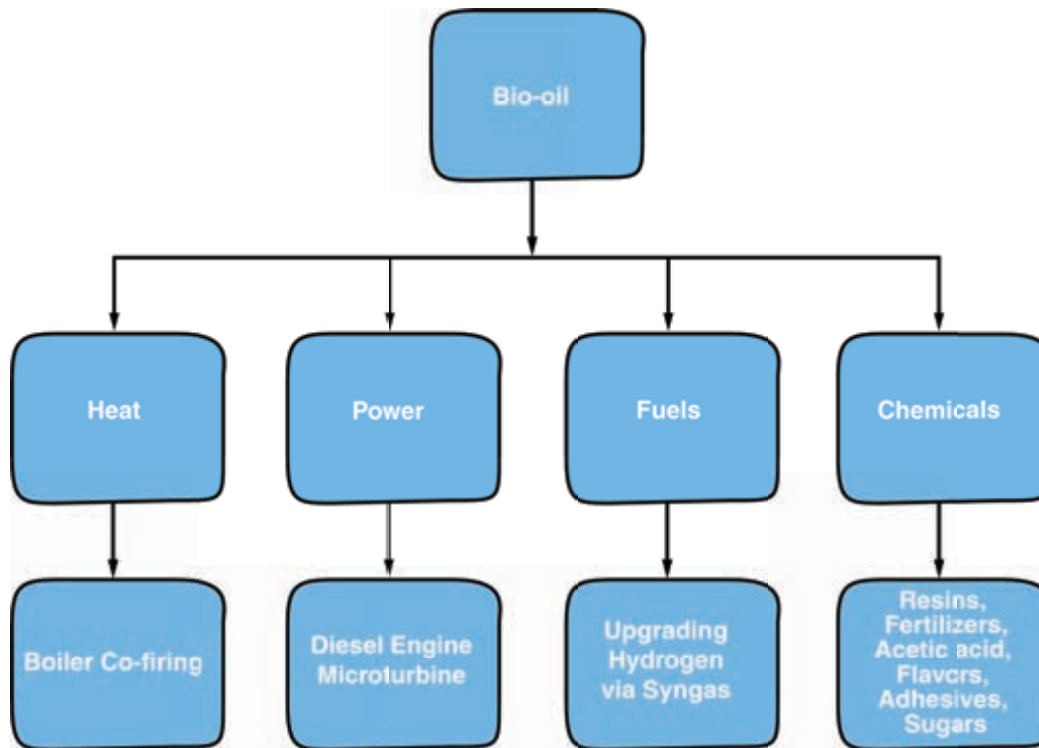 Bio-oil
Heat
Power
Fuels
Chemicals
Boiler Co-firing
Diesel Engine
Microturbine
Upgrading
Hydrogen
via Syngas
Resins,
Fertilizers,
Acetic acid,
Flavors,
Adhesives,
Sugars